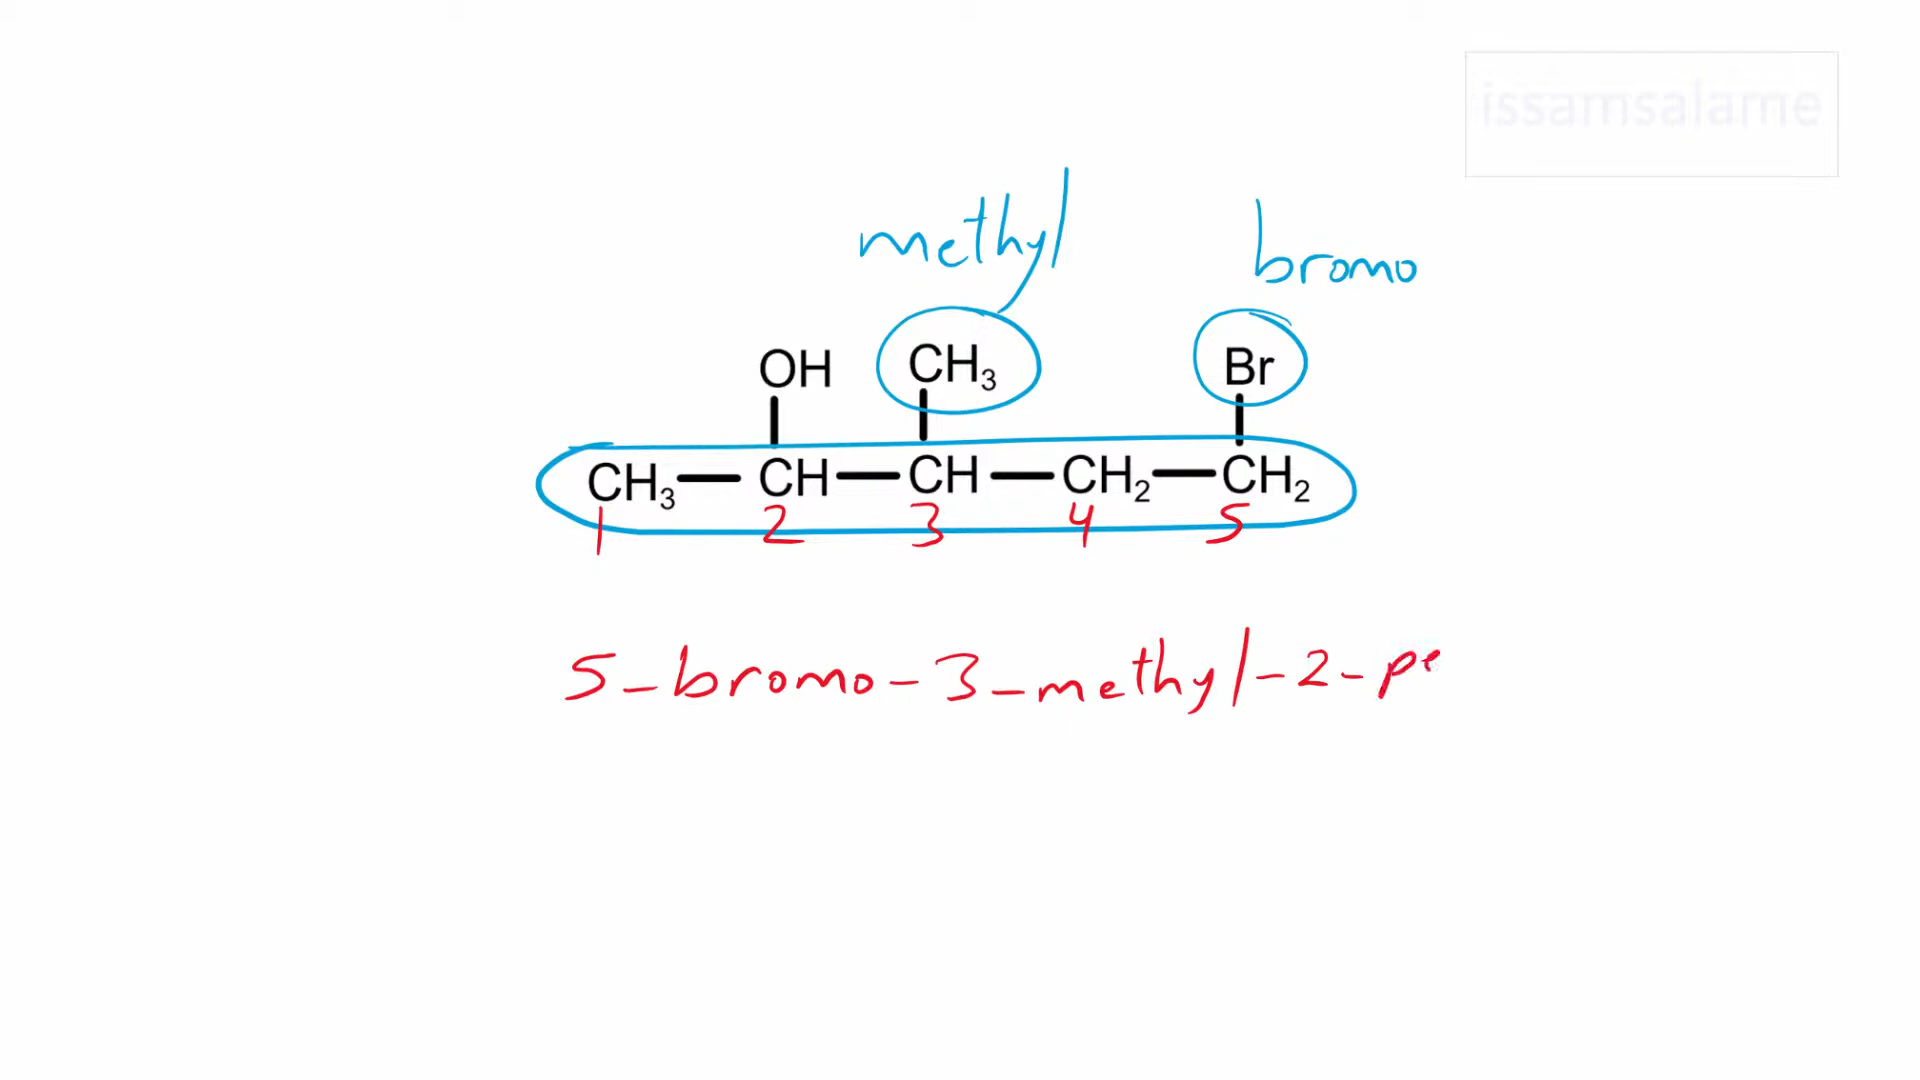 issamsalame
methyl
bromo
OH CH₃ Br
CH₃ CH CH CH₂ CH₂
1 2 3 4 5
5-bromo-3-methyl-2-pe